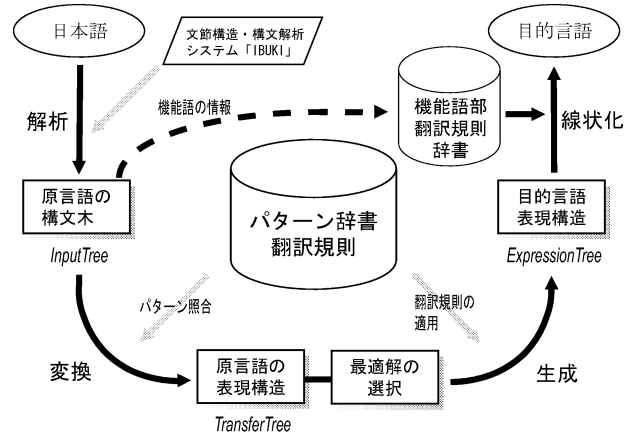 日本語
文節構造・構文解析
システム「IBUKI」
目的言語
解析
機能語の情報
機能語部
翻訳規則
辞書
線状化
原言語の
構文木
InputTree
パターン辞書
翻訳規則
目的言語
表現構造
ExpressionTree
パターン照合
翻訳規則の
適用
変換
原言語の
表現構造
TransferTree
最適解の
選択
生成